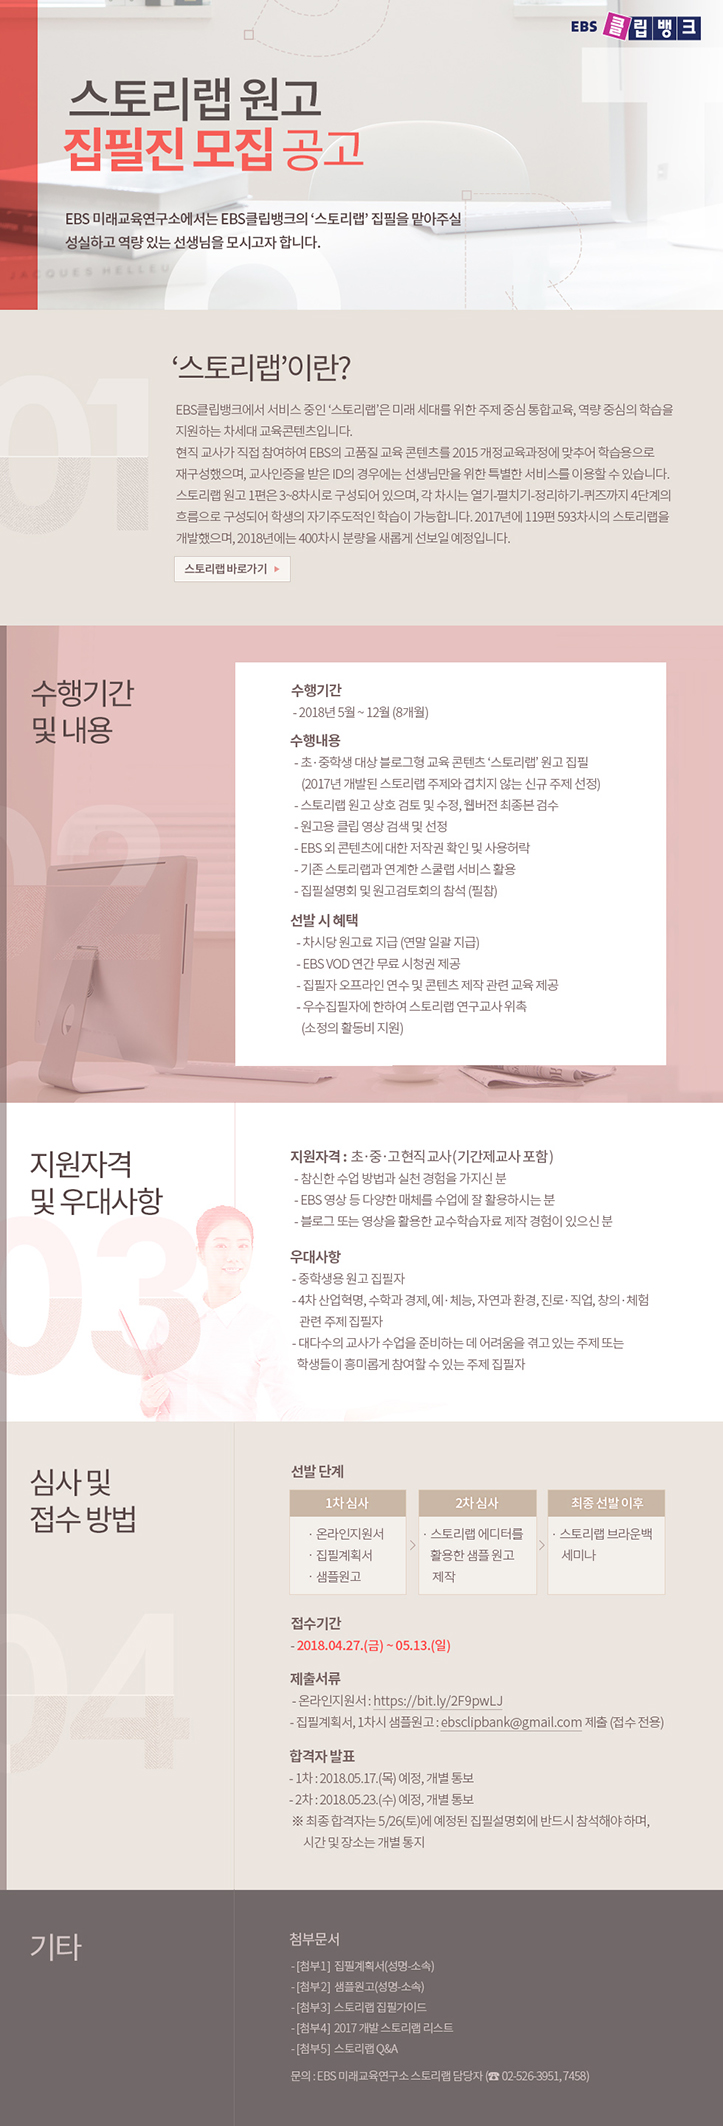 EBS 클립뱅크
스토리랩 원고
집필진 모집 공고
EBS 미래교육연구소에서는 EBS클립뱅크의 ‘스토리랩’ 집필을 맡아주실
성실하고 역량 있는 선생님을 모시고자 합니다.
JACQUES HELLEU
01
‘스토리랩’이란?
EBS클립뱅크에서 서비스 중인 ‘스토리랩’은 미래 세대를 위한 주제 중심 통합교육, 역량 중심의 학습을
지원하는 차세대 교육콘텐츠입니다.
현직 교사가 직접 참여하여 EBS의 고품질 교육 콘텐츠를 2015 개정교육과정에 맞추어 학습용으로
재구성했으며, 교사인증을 받은 ID의 경우에는 선생님만을 위한 특별한 서비스를 이용할 수 있습니다.
스토리랩 원고 1편은 3~8차시로 구성되어 있으며, 각 차시는 열기-펼치기-정리하기-퀴즈까지 4단계의
흐름으로 구성되어 학생의 자기주도적인 학습이 가능합니다. 2017년에 119편 593차시의 스토리랩을
개발했으며, 2018년에는 400차시 분량을 새롭게 선보일 예정입니다.
스토리랩 바로가기
02
수행기간
및 내용
수행기간
- 2018년 5월 ~ 12월 (8개월)
수행내용
- 초·중학생 대상 블로그형 교육 콘텐츠 ‘스토리랩’ 원고 집필
(2017년 개발된 스토리랩 주제와 겹치지 않는 신규 주제 선정)
- 스토리랩 원고 상호 검토 및 수정, 웹버전 최종본 검수
- 원고용 클립 영상 검색 및 선정
- EBS 외 콘텐츠에 대한 저작권 확인 및 사용허락
- 기존 스토리랩과 연계한 스쿨랩 서비스 활용
- 집필설명회 및 원고검토회의 참석 (필참)
선발 시 혜택
- 차시당 원고료 지급 (연말 일괄 지급)
- EBS VOD 연간 무료 시청권 제공
- 집필자 오프라인 연수 및 콘텐츠 제작 관련 교육 제공
- 우수집필자에 한하여 스토리랩 연구교사 위촉
(소정의 활동비 지원)
03
지원자격
및 우대사항
지원자격 : 초·중·고 현직 교사(기간제교사 포함)
- 참신한 수업 방법과 실천 경험을 가지신 분
- EBS 영상 등 다양한 매체를 수업에 잘 활용하시는 분
- 블로그 또는 영상을 활용한 교수학습자료 제작 경험이 있으신 분
우대사항
- 중학생용 원고 집필자
- 4차 산업혁명, 수학과 경제, 예·체능, 자연과 환경, 진로·직업, 창의·체험
관련 주제 집필자
- 대다수의 교사가 수업을 준비하는 데 어려움을 겪고 있는 주제 또는
학생들이 흥미롭게 참여할 수 있는 주제 집필자
04
심사 및
접수 방법
선발 단계
1차 심사
· 온라인지원서
· 집필계획서
· 샘플원고
2차 심사
· 스토리랩 에디터를
활용한 샘플 원고
제작
최종 선발 이후
· 스토리랩 브라운백
세미나
접수기간
- 2018.04.27.(금) ~ 05.13.(일)
제출서류
- 온라인지원서 : https://bit.ly/2F9pwLJ
- 집필계획서, 1차시 샘플원고 : ebsclipbank@gmail.com 제출 (접수 전용)
합격자 발표
- 1차 : 2018.05.17.(목) 예정, 개별 통보
- 2차 : 2018.05.23.(수) 예정, 개별 통보
※ 최종 합격자는 5/26(토)에 예정된 집필설명회에 반드시 참석해야 하며,
시간 및 장소는 개별 통지
기타
첨부문서
- [첨부1] 집필계획서(성명-소속)
- [첨부2] 샘플원고(성명-소속)
- [첨부3] 스토리랩 집필가이드
- [첨부4] 2017 개발 스토리랩 리스트
- [첨부5] 스토리랩 Q&A
문의 : EBS 미래교육연구소 스토리랩 담당자 (☎ 02-526-3951, 7458)